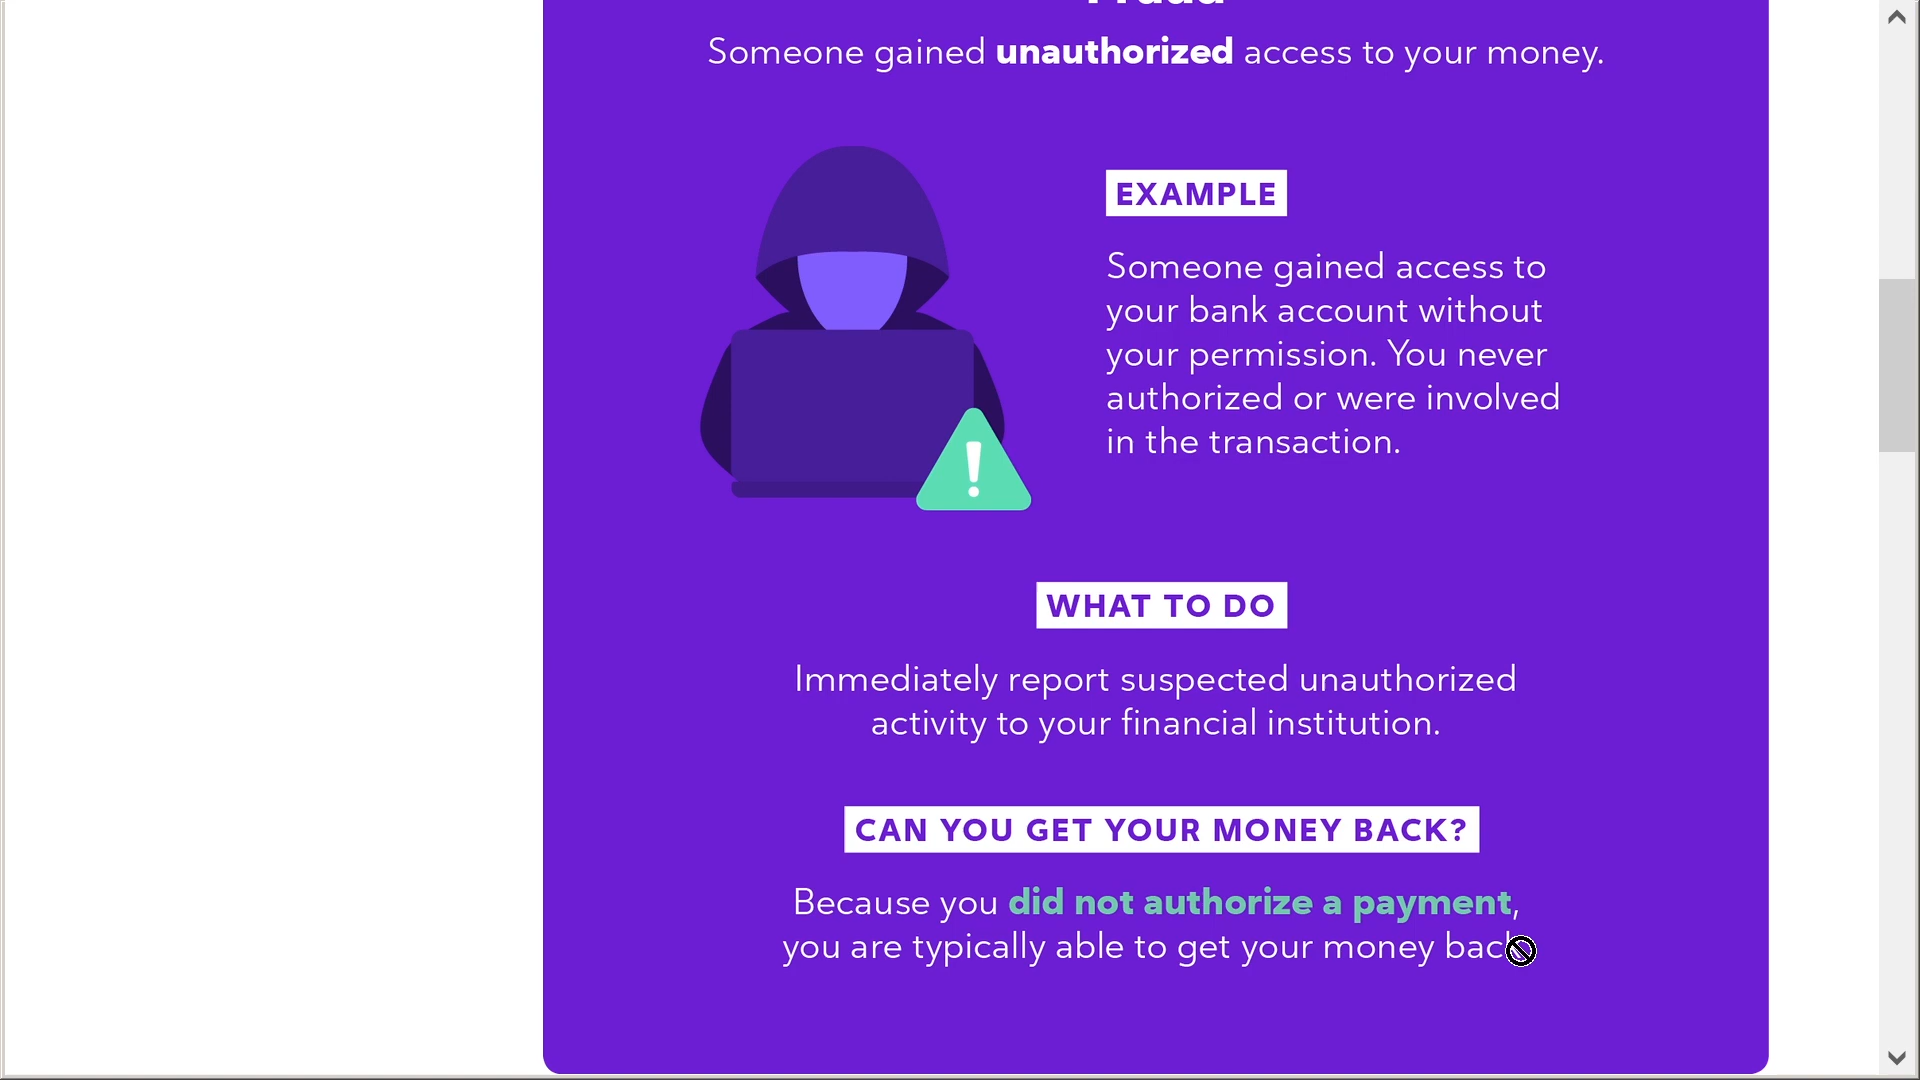 Fraud
Someone gained unauthorized access to your money.
EXAMPLE
Someone gained access to
your bank account without
your permission. You never
authorized or were involved
in the transaction.
WHAT TO DO
Immediately report suspected unauthorized
activity to your financial institution.
CAN YOU GET YOUR MONEY BACK?
Because you did not authorize a payment,
you are typically able to get your money back